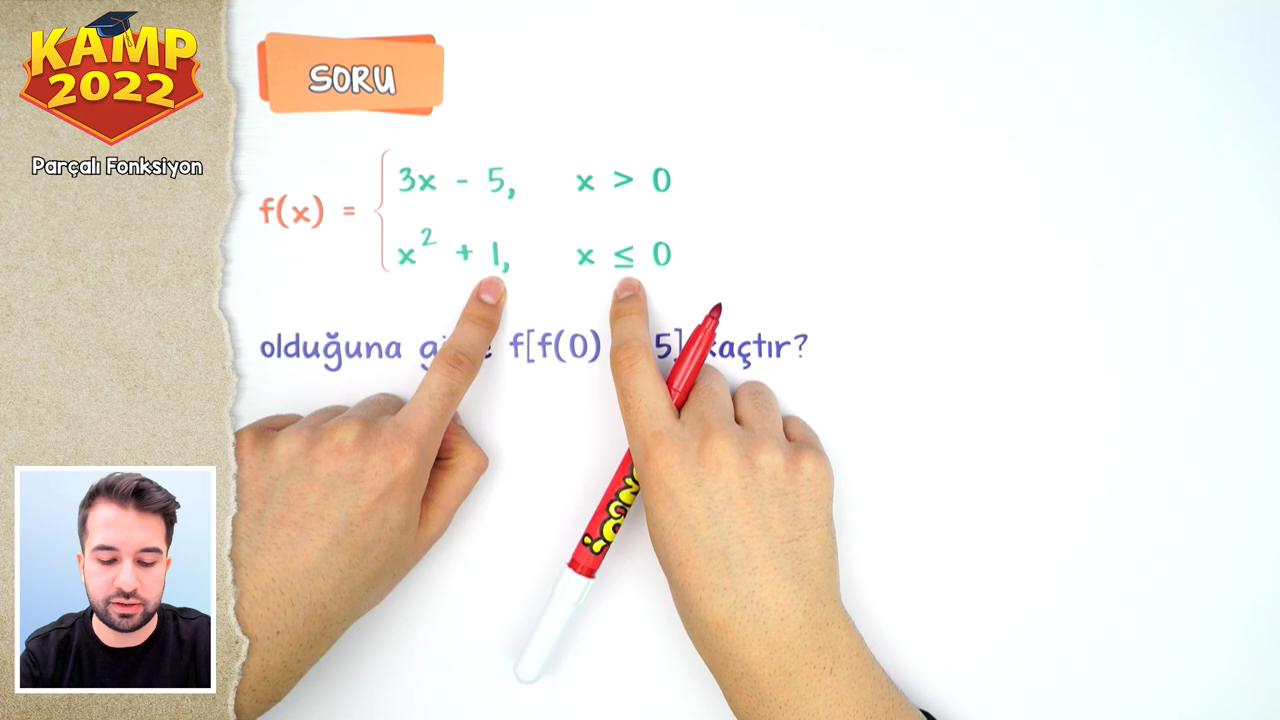 KAMP
2022
Parçalı Fonksiyon
SORU
3x - 5, x > 0
f(x) =
x² + 1, x ≤ 0
olduğuna f[f(0) 5] kaçtır?